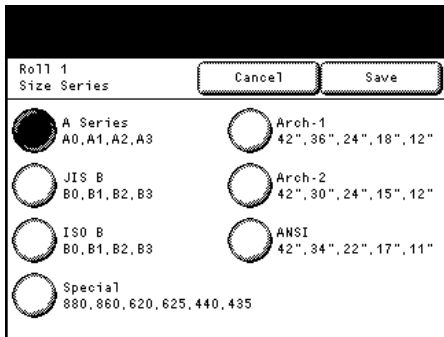 Roll 1
Size Series
Cancel
Save
A Series
A0,A1,A2,A3
Arch-1
42",36",24",18",12"
JIS B
B0,B1,B2,B3
Arch-2
42",30",24",15",12"
ISO B
B0,B1,B2,B3
ANSI
42",34",22",17",11"
Special
880,860,620,625,440,435